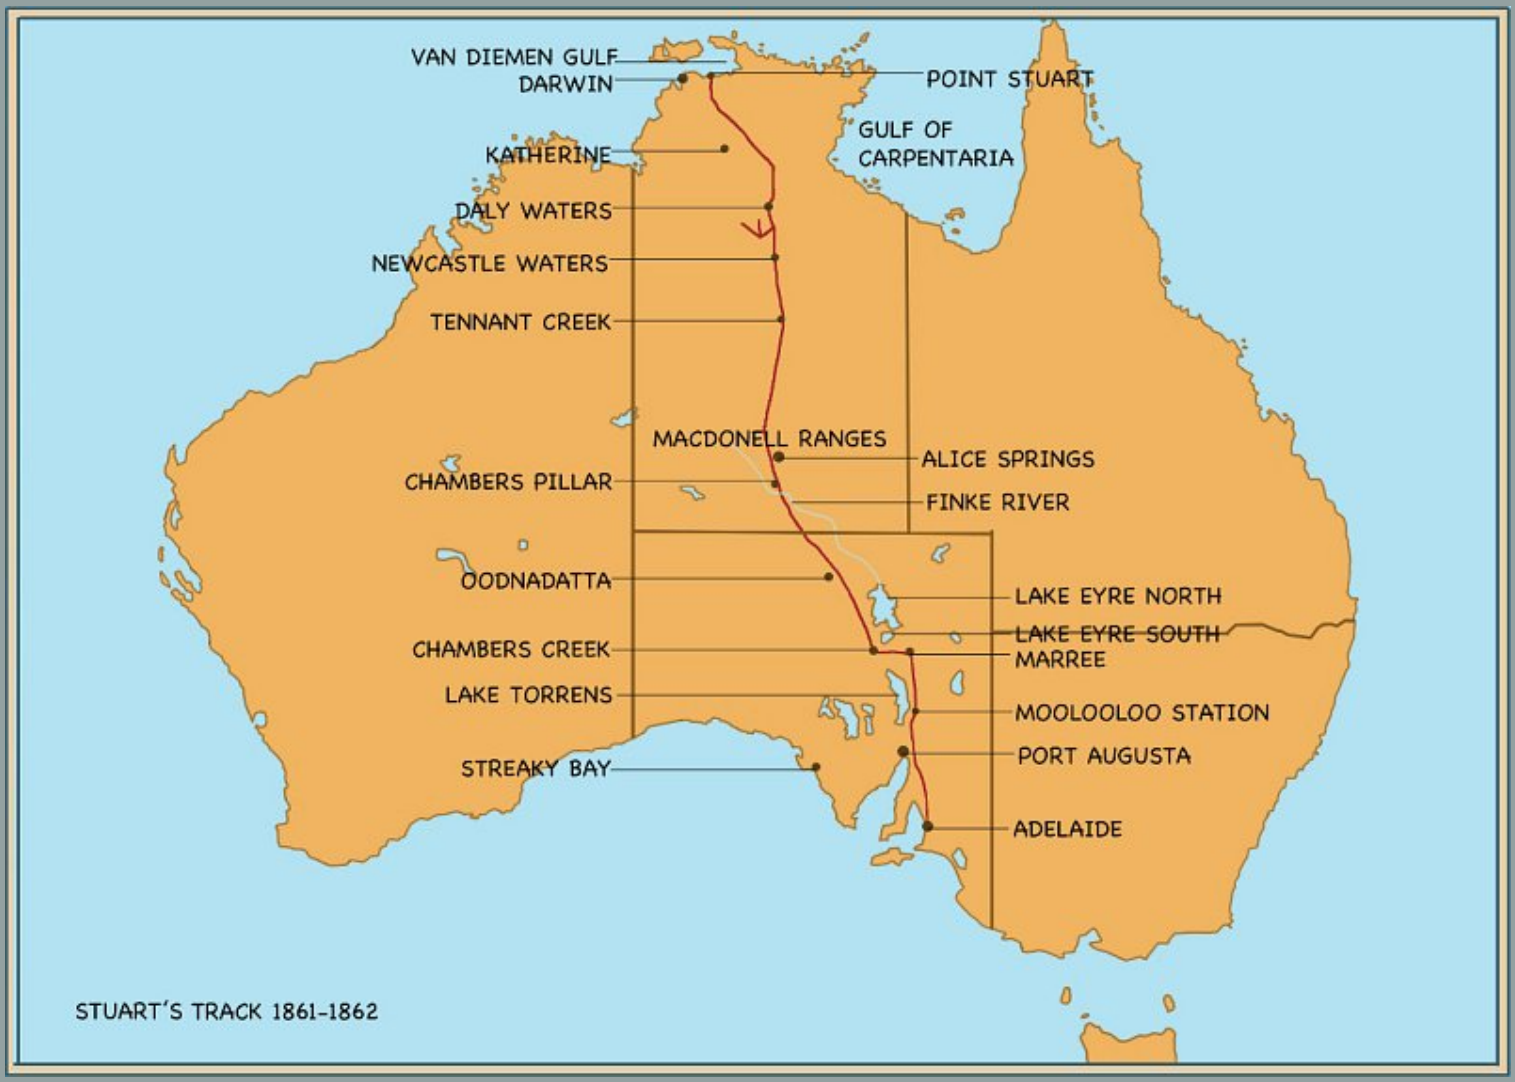 VAN DIEMEN GULF
DARWIN
POINT STUART
GULF OF
CARPENTARIA
KATHERINE
DALY WATERS
NEWCASTLE WATERS
TENNANT CREEK
MACDONELL RANGES
ALICE SPRINGS
CHAMBERS PILLAR
FINKE RIVER
OODNADATTA
LAKE EYRE NORTH
LAKE EYRE SOUTH
CHAMBERS CREEK
MARREE
LAKE TORRENS
MOOLOOLOO STATION
PORT AUGUSTA
STREAKY BAY
ADELAIDE
STUART'S TRACK 1861-1862